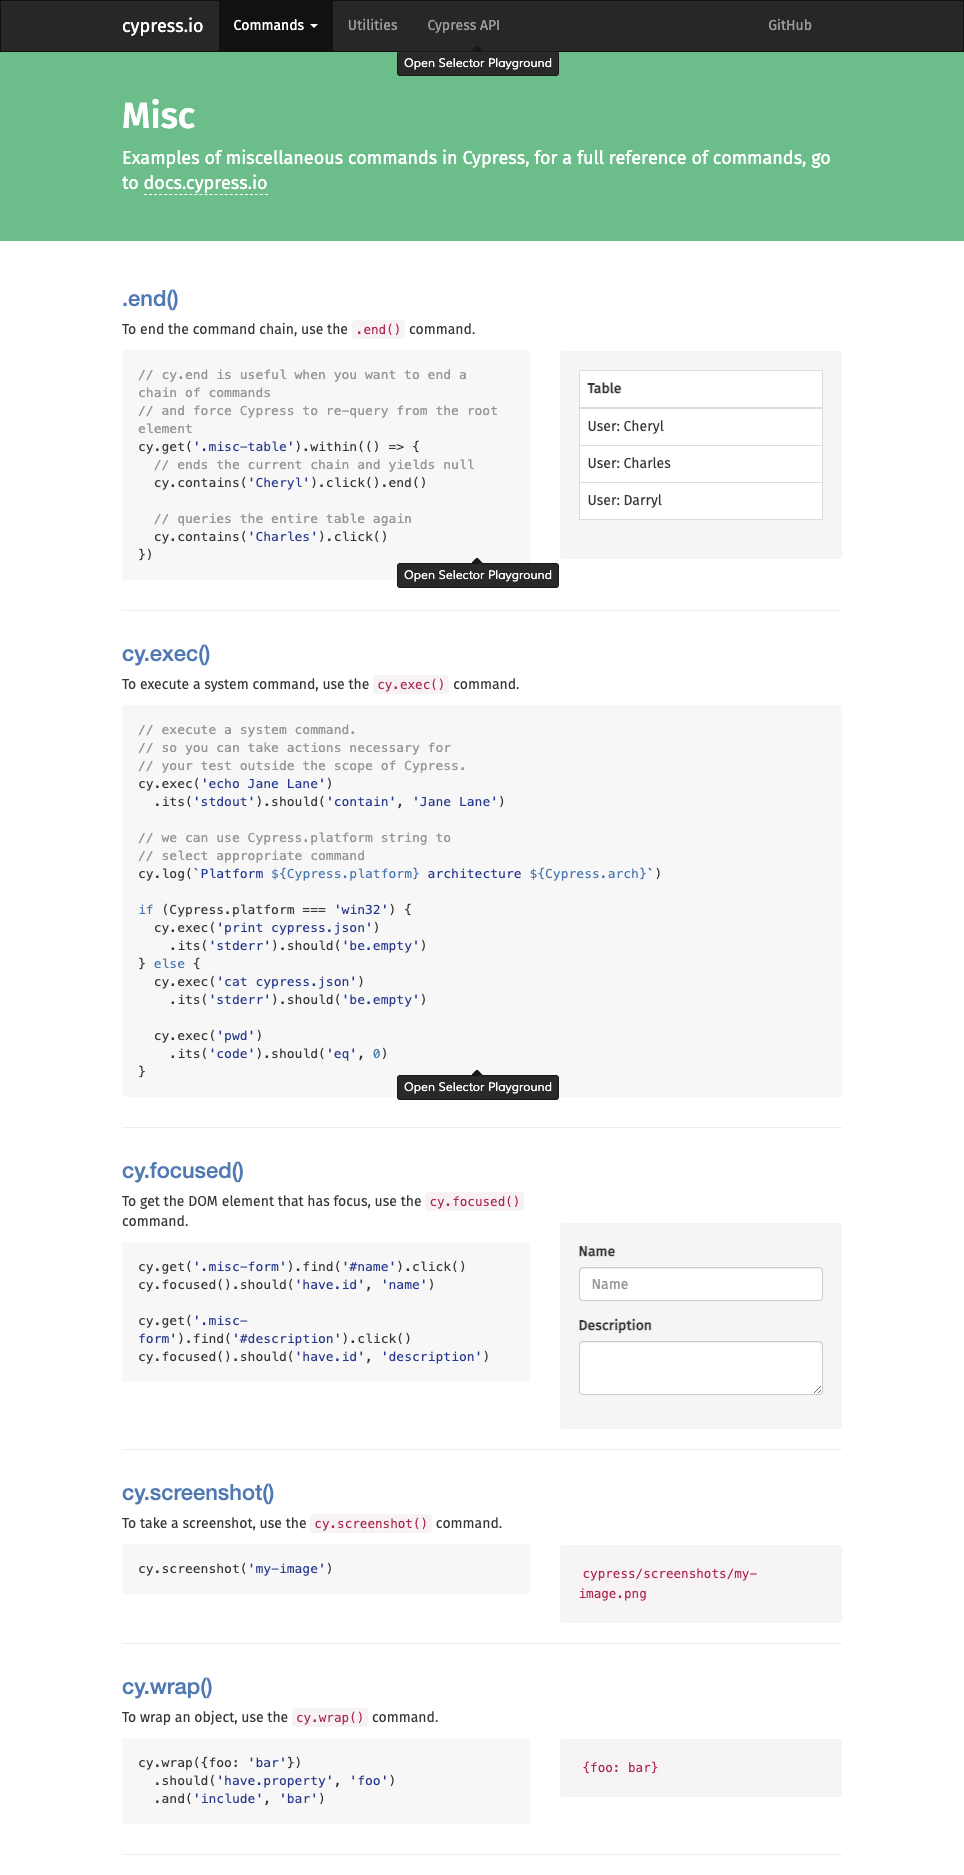 cypress.io Commands Utilities Cypress API GitHub
Open Selector Playground
Misc
Examples of miscellaneous commands in Cypress, for a full reference of commands, go
to docs.cypress.io
.end()
To end the command chain, use the .end() command.
// cy.end is useful when you want to end a
chain of commands
// and force Cypress to re-query from the root
element
cy.get('.misc-table').within(() => {
  // ends the current chain and yields null
  cy.contains('Cheryl').click().end()

  // queries the entire table again
  cy.contains('Charles').click()
})
Table
User: Cheryl
User: Charles
User: Darryl
Open Selector Playground
cy.exec()
To execute a system command, use the cy.exec() command.
// execute a system command.
// so you can take actions necessary for
// your test outside the scope of Cypress.
cy.exec('echo Jane Lane')
  .its('stdout').should('contain', 'Jane Lane')

// we can use Cypress.platform string to
// select appropriate command
cy.log(`Platform ${Cypress.platform} architecture ${Cypress.arch}`)

if (Cypress.platform === 'win32') {
  cy.exec('print cypress.json')
    .its('stderr').should('be.empty')
} else {
  cy.exec('cat cypress.json')
    .its('stderr').should('be.empty')

  cy.exec('pwd')
    .its('code').should('eq', 0)
}
Open Selector Playground
cy.focused()
To get the DOM element that has focus, use the cy.focused()
command.
cy.get('.misc-form').find('#name').click()
cy.focused().should('have.id', 'name')

cy.get('.misc-
form').find('#description').click()
cy.focused().should('have.id', 'description')
Name
Name
Description
cy.screenshot()
To take a screenshot, use the cy.screenshot() command.
cy.screenshot('my-image')
cypress/screenshots/my-
image.png
cy.wrap()
To wrap an object, use the cy.wrap() command.
cy.wrap({foo: 'bar'})
  .should('have.property', 'foo')
  .and('include', 'bar')
{foo: bar}